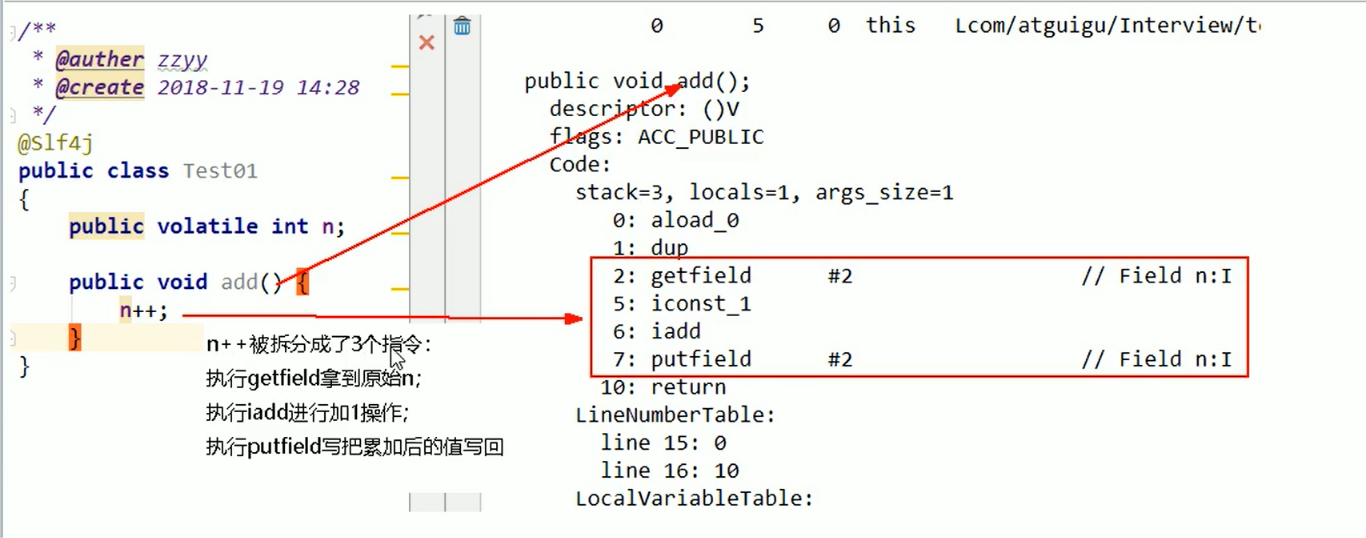 /**
* @auther zzyy
* @create 2018-11-19 14:28
*/
@Slf4j
public class Test01
{
public volatile int n;
public void add() {
n++;
}
}
n++被拆分成了3个指令:
执行getfield拿到原始n;
执行iadd进行加1操作;
执行putfield写把累加后的值写回
0 5 0 this Lcom/atguigu/Interview/t
public void add();
descriptor: ()V
flags: ACC_PUBLIC
Code:
stack=3, locals=1, args_size=1
0: aload_0
1: dup
2: getfield #2 // Field n:I
5: iconst_1
6: iadd
7: putfield #2 // Field n:I
10: return
LineNumberTable:
line 15: 0
line 16: 10
LocalVariableTable: